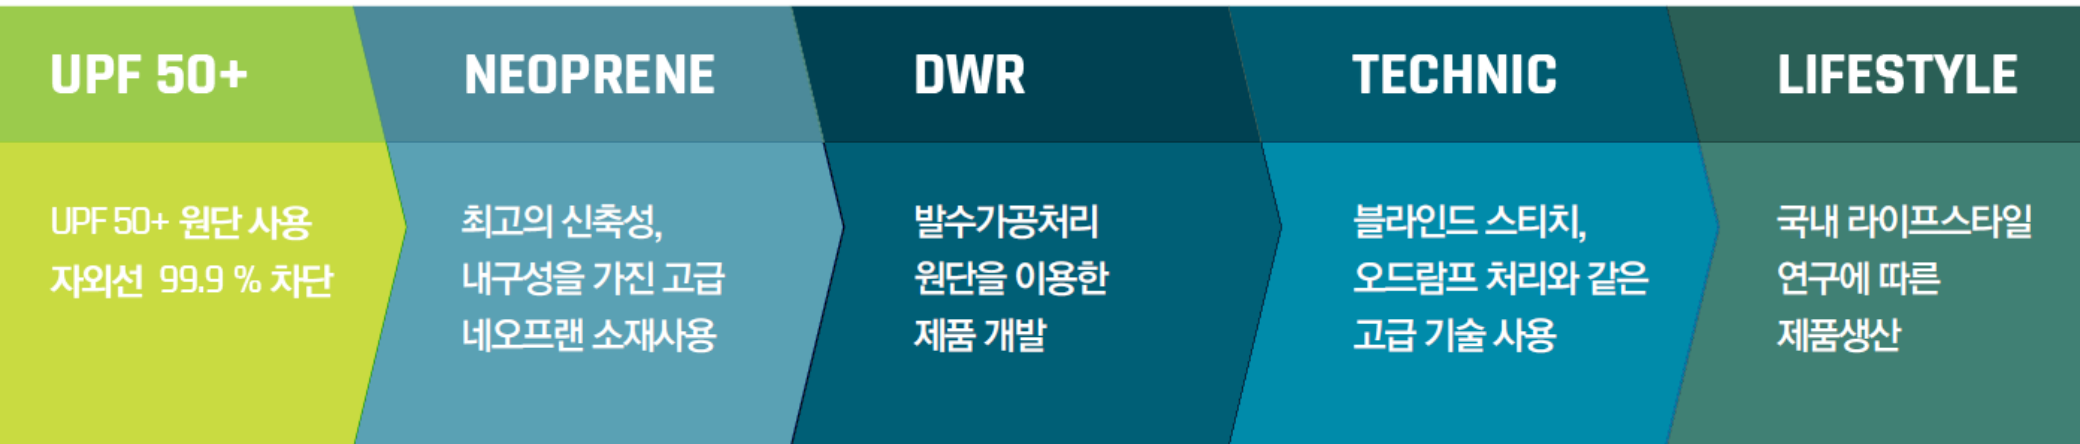 UPF 50+
UPF 50+ 원단 사용
자외선 99.9 % 차단
NEOPRENE
최고의 신축성,
내구성을 가진 고급
네오프랜 소재사용
DWR
발수가공처리
원단을 이용한
제품 개발
TECHNIC
블라인드 스티치,
오드람프 처리와 같은
고급 기술 사용
LIFESTYLE
국내 라이프스타일
연구에 따른
제품생산